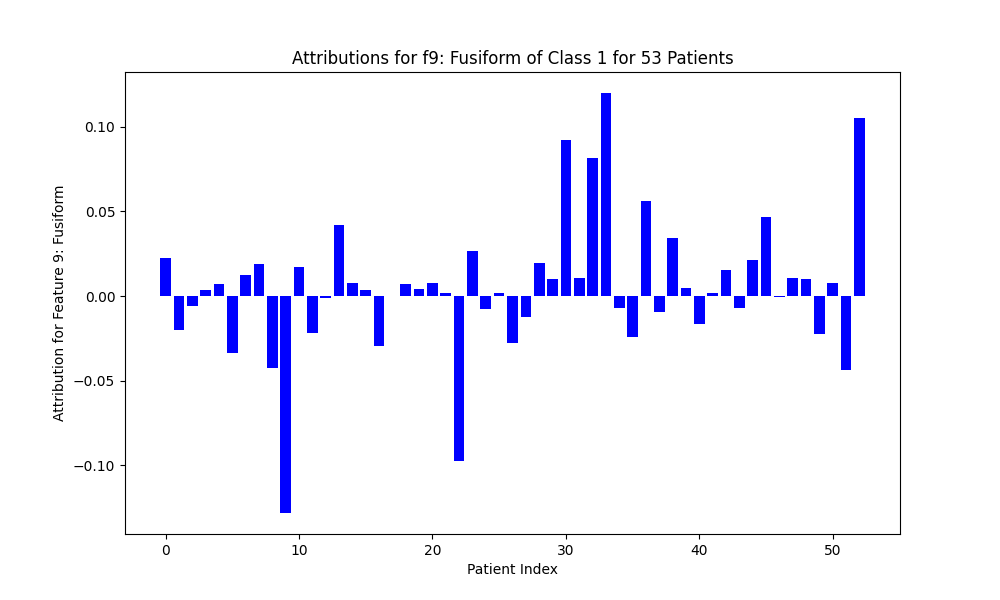 Attributions for f9: Fusiform of Class 1 for 53 Patients
Attribution for Feature 9: Fusiform
0.10
0.05
0.00
−0.05
−0.10
0 10 20 30 40 50
Patient Index